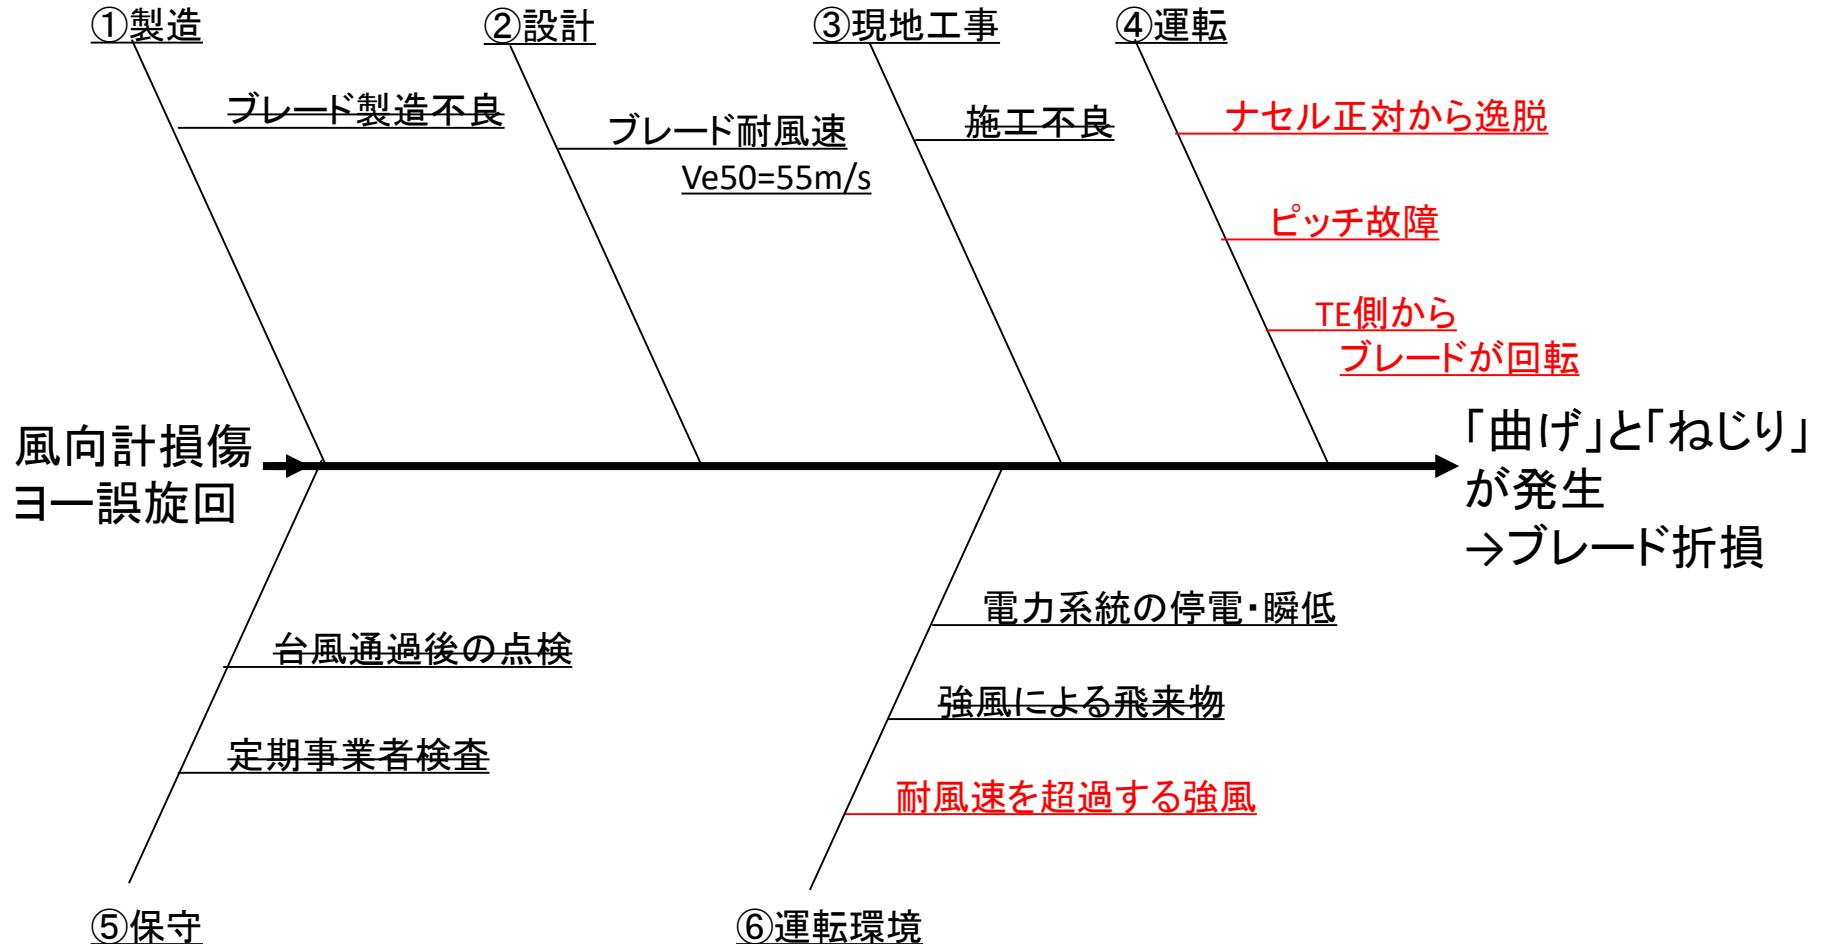 ①製造
②設計
③現地工事
④運転
ブレード製造不良
ブレード耐風速
Ve50=55m/s
施工不良
ナセル正対から逸脱
ピッチ故障
TE側から
ブレードが回転
風向計損傷
ヨー誤旋回
「曲げ」と「ねじり」
が発生
→ブレード折損
台風通過後の点検
定期事業者検査
電力系統の停電・瞬低
強風による飛来物
耐風速を超過する強風
⑤保守
⑥運転環境